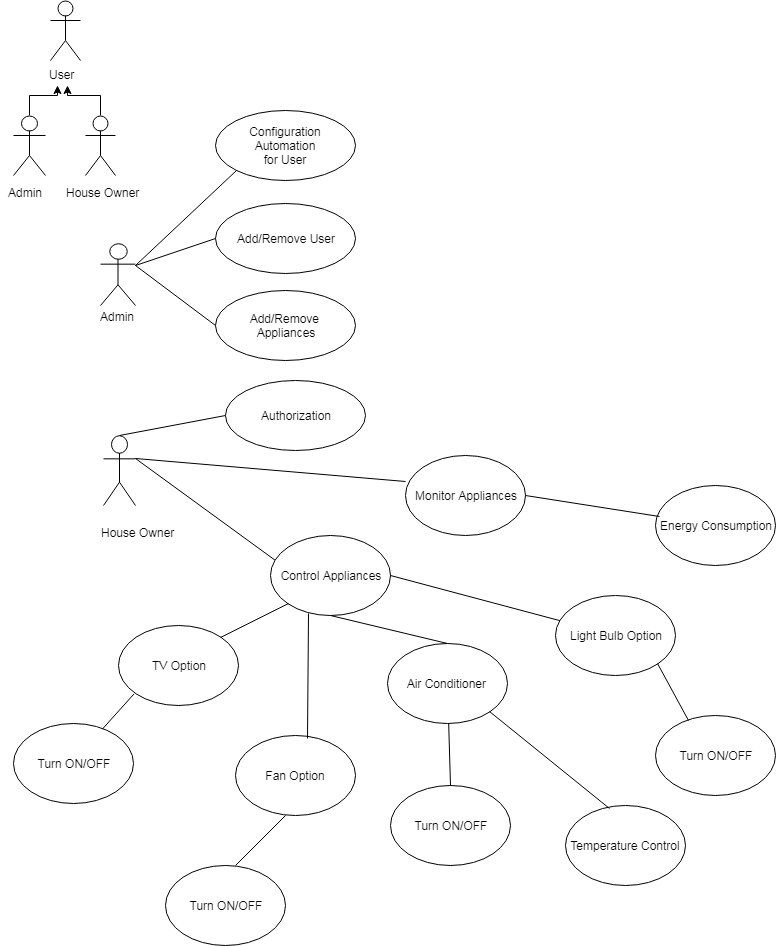 User
Admin
House Owner
Configuration
Automation
for User
Add/Remove User
Admin
Add/Remove
Appliances
Authorization
House Owner
Monitor Appliances
Energy Consumption
Control Appliances
Light Bulb Option
TV Option
Air Conditioner
Turn ON/OFF
Fan Option
Turn ON/OFF
Turn ON/OFF
Temperature Control
Turn ON/OFF